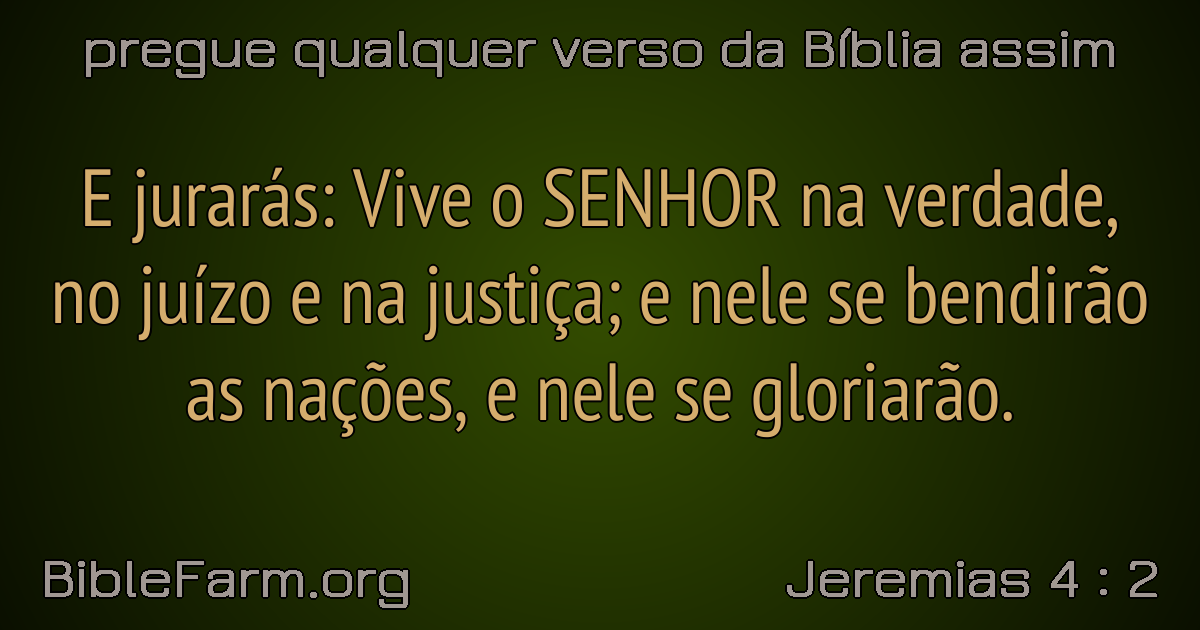 pregue qualquer verso da Bíblia assim
E jurarás: Vive o SENHOR na verdade,
no juízo e na justiça; e nele se bendirão
as nações, e nele se gloriarão.
BibleFarm.org
Jeremias 4 : 2